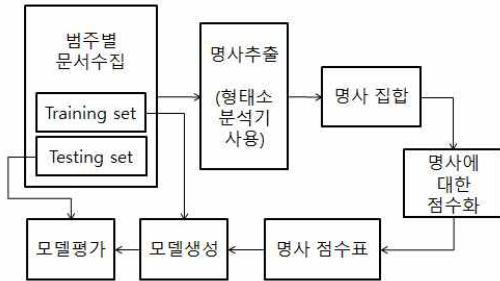 범주별
문서수집
Training set
Testing set
명사추출
(형태소
분석기
사용)
명사 집합
명사에
대한
점수화
명사 점수표
모델생성
모델평가